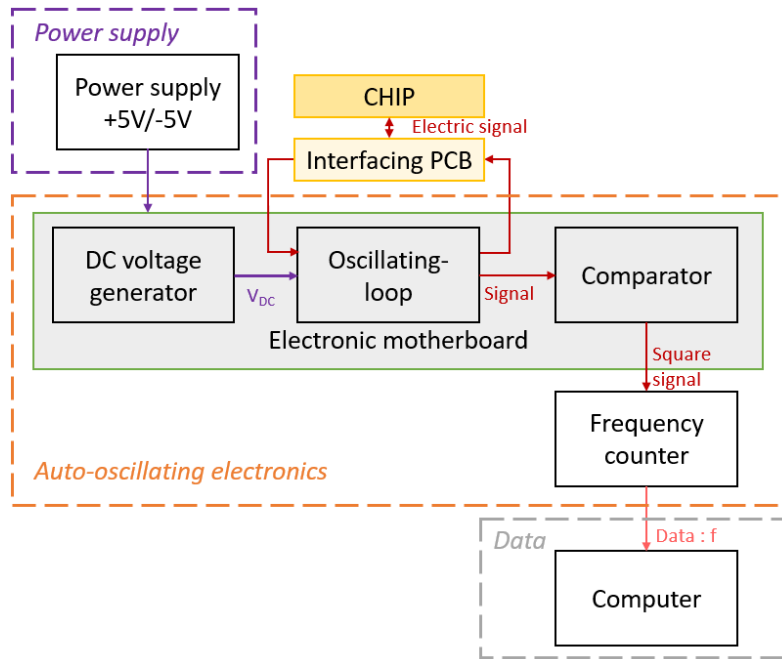 Power supply
Power supply
+5V/-5V
CHIP
Electric signal
Interfacing PCB
DC voltage
generator
V_DC
Oscillating-
loop
Signal
Comparator
Electronic motherboard
Square
signal
Frequency
counter
Auto-oscillating electronics
Data
Data : f
Computer